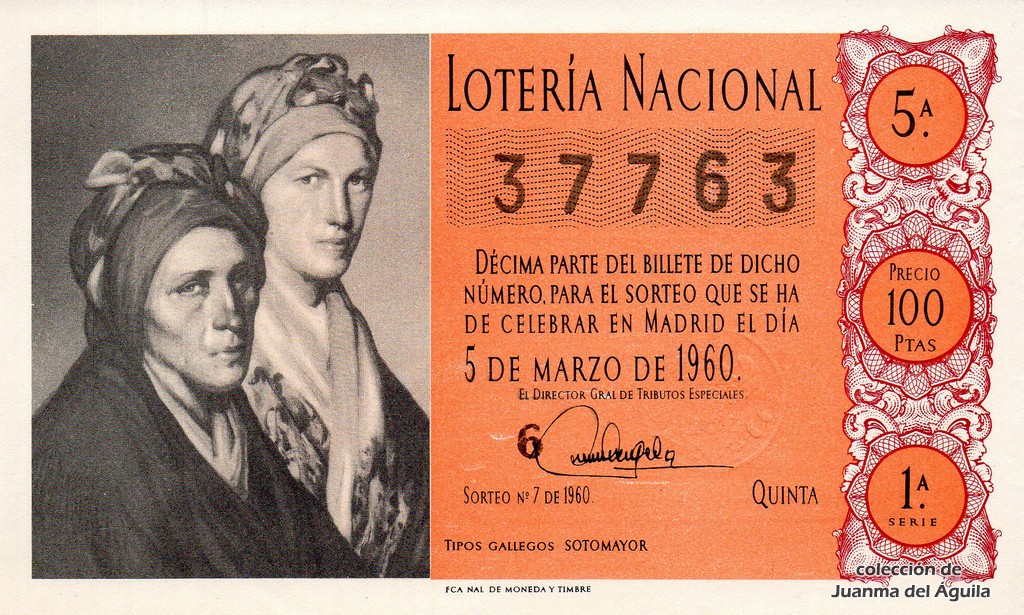 LOTERÍA NACIONAL
37763
DÉCIMA PARTE DEL BILLETE DE DICHO
NÚMERO, PARA EL SORTEO QUE SE HA
DE CELEBRAR EN MADRID EL DÍA
5 DE MARZO DE 1960.
EL DIRECTOR GRAL DE TRIBUTOS ESPECIALES
6
SORTEO Nº 7 DE 1960.
QUINTA
TIPOS GALLEGOS SOTOMAYOR
FCA NAL DE MONEDA Y TIMBRE
5.A
PRECIO
100
PTAS
1.A
SERIE
colección de
Juanma del Águila